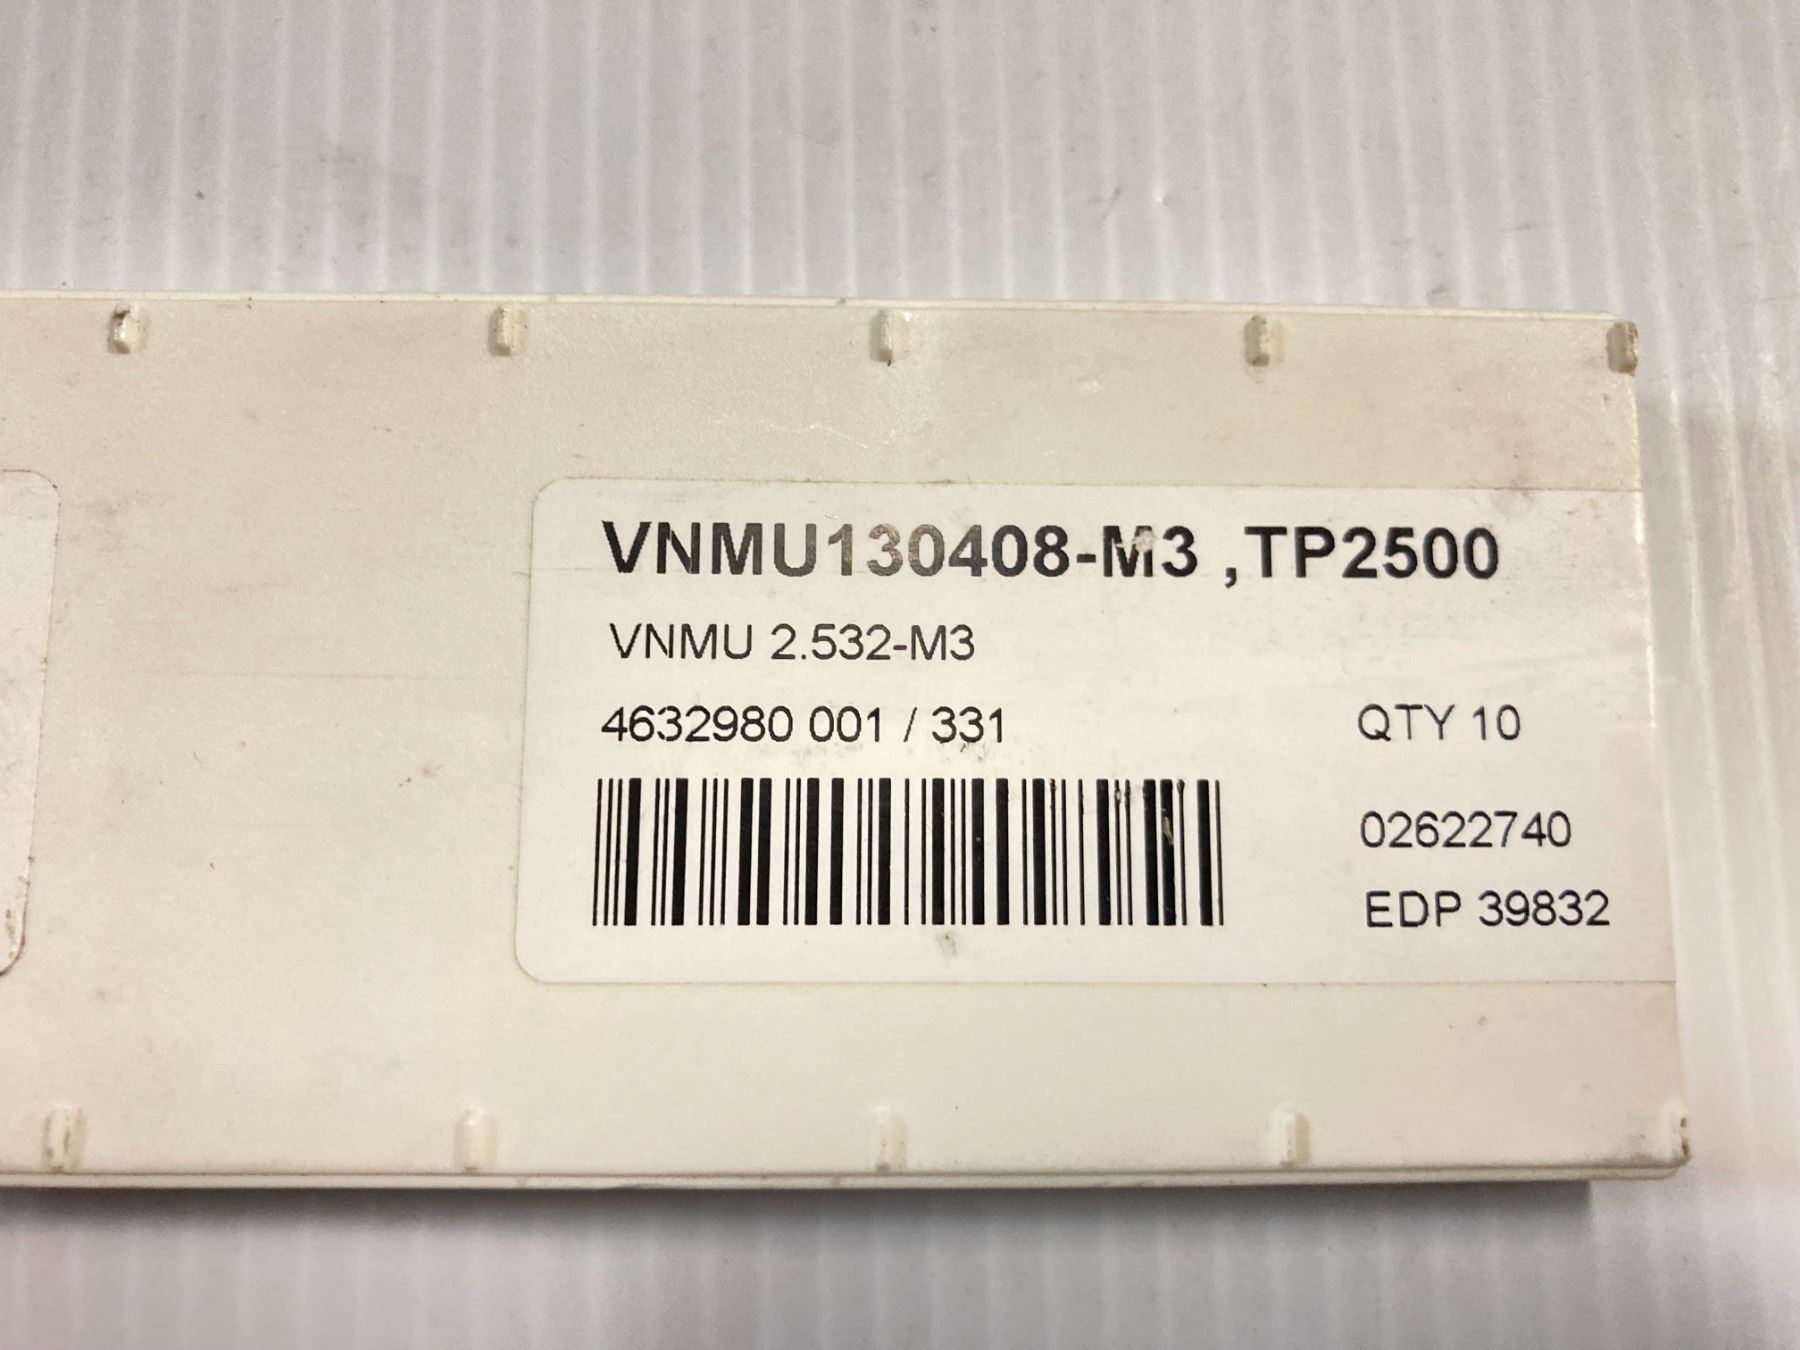 VNMU130408-M3 ,TP2500
VNMU 2.532-M3
4632980 001 / 331
QTY 10
02622740
EDP 39832